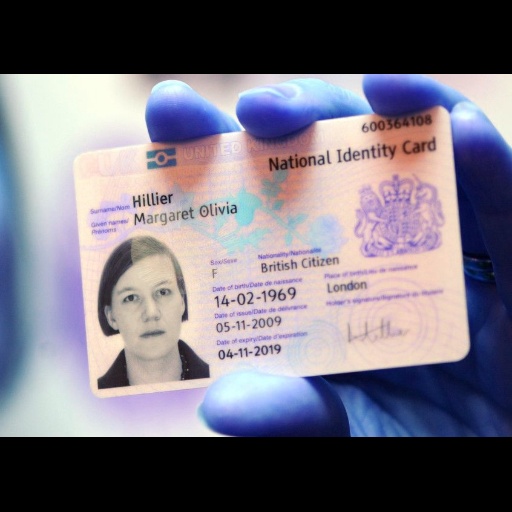 600364108
UNITED KINGDOM
National Identity Card
Surname/Nom Hillier
Given names/
Prénoms Margaret Olivia
Sex/Sexe Nationality/Nationalité
F British Citizen
Date of birth/Date de naissance Place of birth/Lieu de naissance
14-02-1969 London
Date of issue/Date de délivrance Holder's signature/Signature du titulaire
05-11-2009
Date of expiry/Date d'expiration
04-11-2019